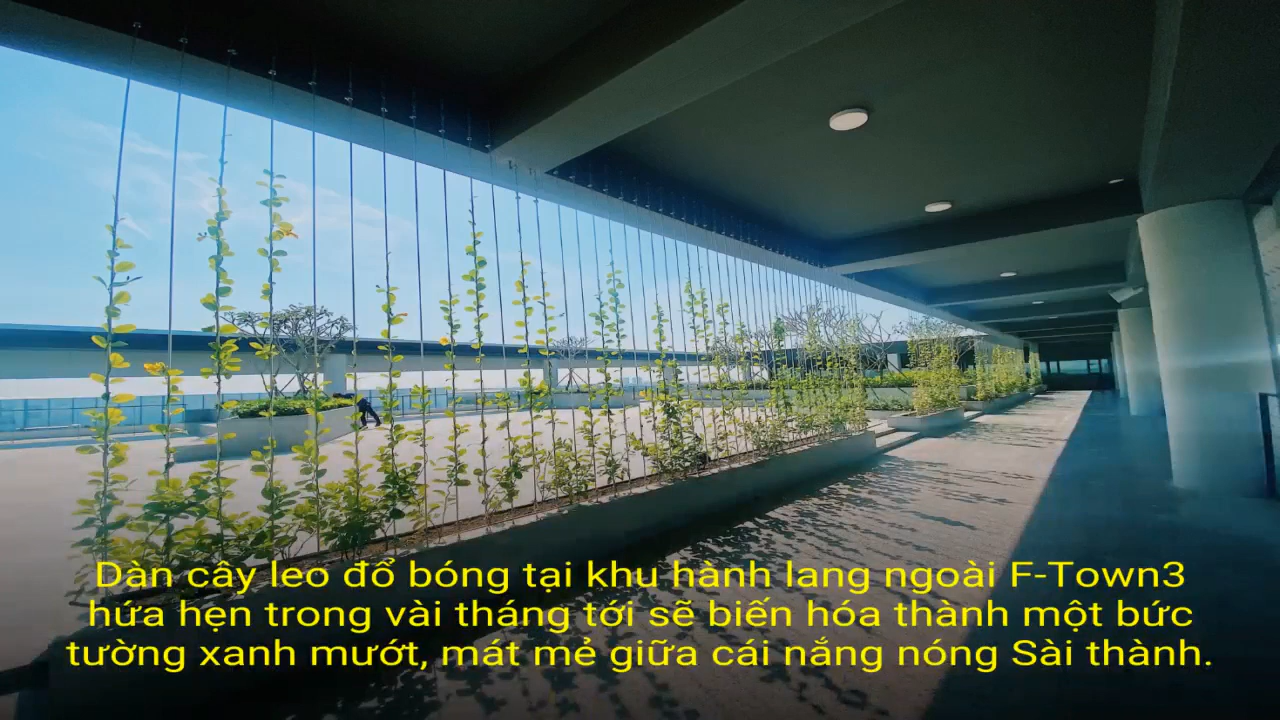 Dàn cây leo đổ bóng tại khu hành lang ngoài F-Town3
hứa hẹn trong vài tháng tới sẽ biến hóa thành một bức
tường xanh mướt, mát mẻ giữa cái nắng nóng Sài thành.